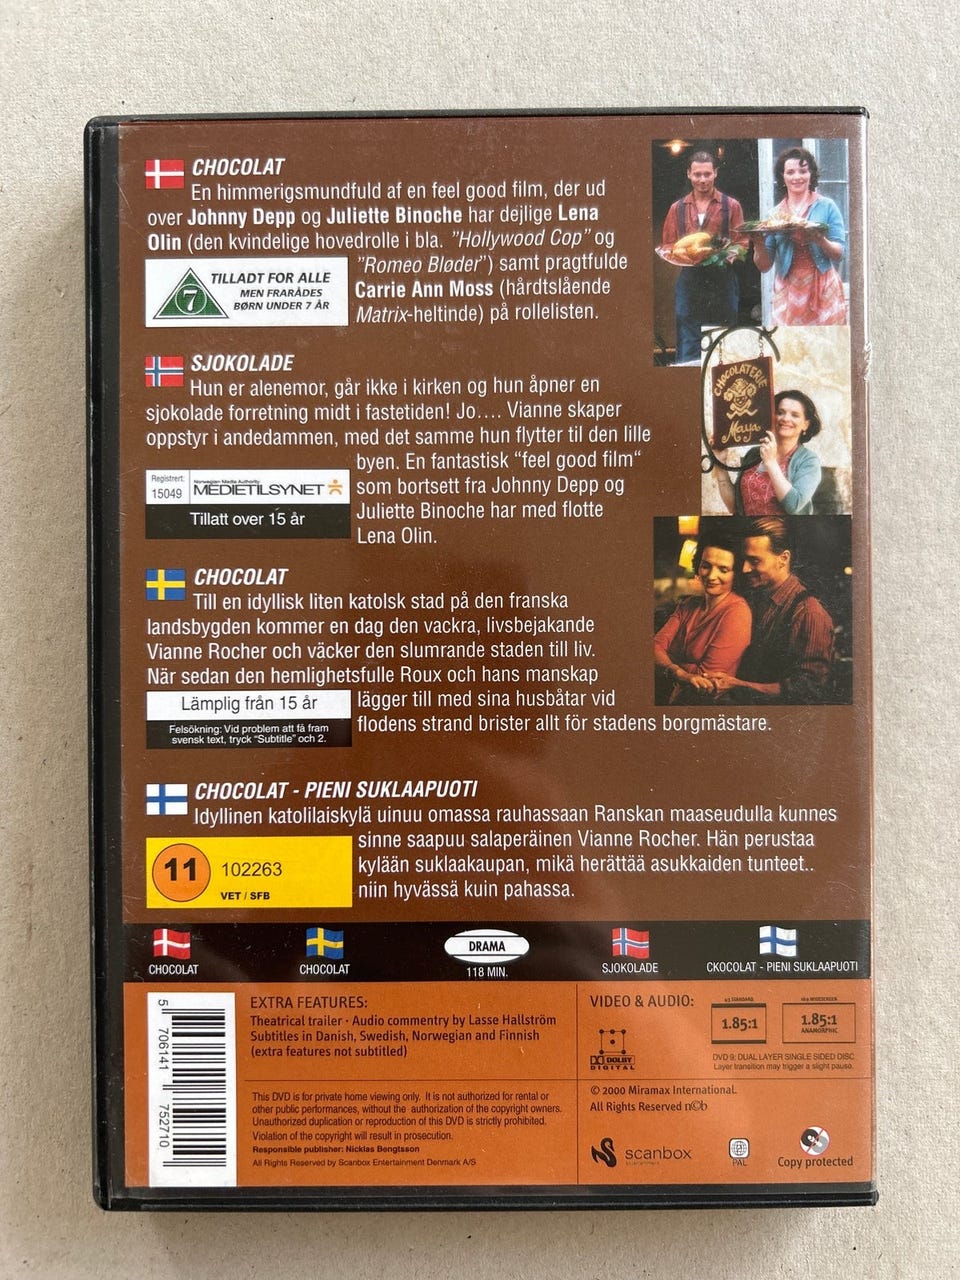 CHOCOLAT
En himmerigsmundfuld af en feel good film, der ud
over Johnny Depp og Juliette Binoche har dejlige Lena
Olin (den kvindelige hovedrolle i bla. ”Hollywood Cop” og
”Romeo Bløder”) samt pragtfulde
Carrie Ann Moss (hårdtslående
Matrix-heltinde) på rollelisten.
7
TILLADT FOR ALLE
MEN FRARÅDES
BØRN UNDER 7 ÅR
CHOCOLATERIE
Maya
SJOKOLADE
Hun er alenemor, går ikke i kirken og hun åpner en
sjokolade forretning midt i fastetiden! Jo.... Vianne skaper
oppstyr i andedammen, med det samme hun flytter til den lille
byen. En fantastisk “feel good film“
som bortsett fra Johnny Depp og
Juliette Binoche har med flotte
Lena Olin.
Registrert:
15049
Norwegian Media Authority
MEDIETILSYNET
Tillatt over 15 år
CHOCOLAT
Till en idyllisk liten katolsk stad på den franska
landsbygden kommer en dag den vackra, livsbejakande
Vianne Rocher och väcker den slumrande staden till liv.
När sedan den hemlighetsfulle Roux och hans manskap
lägger till med sina husbåtar vid
flodens strand brister allt för stadens borgmästare.
Lämplig från 15 år
Felsökning: Vid problem att få fram
svensk text, tryck “Subtitle” och 2.
CHOCOLAT - PIENI SUKLAAPUOTI
Idyllinen katolilaiskylä uinuu omassa rauhassaan Ranskan maaseudulla kunnes
sinne saapuu salaperäinen Vianne Rocher. Hän perustaa
kylään suklaakaupan, mikä herättää asukkaiden tunteet..
niin hyvässä kuin pahassa.
11
102263
VET / SFB
CHOCOLAT
CHOCOLAT
DRAMA
118 MIN.
SJOKOLADE
CKOCOLAT - PIENI SUKLAAPUOTI
5 706141 752710
EXTRA FEATURES:
Theatrical trailer · Audio commentry by Lasse Hallström
Subtitles in Danish, Swedish, Norwegian and Finnish
(extra features not subtitled)
VIDEO & AUDIO:
DOLBY
DIGITAL
4:3 STANDARD
1.85:1
16:9 WIDESCREEN
1.85:1
ANAMORPHIC
DVD 9: DUAL LAYER SINGLE SIDED DISC
Layer transition may trigger a slight pause.
This DVD is for private home viewing only. It is not authorized for rental or
other public performances, without the authorization of the copyright owners.
Unauthorized duplication or reproduction of this DVD is strictly prohibited.
Violation of the copyright will result in prosecution.
Responsible publisher: Nicklas Bengtsson
All Rights Reserved by Scanbox Entertainment Denmark A/S
© 2000 Miramax International.
All Rights Reserved n©b
scanbox
entertainment
PAL
Copy protected